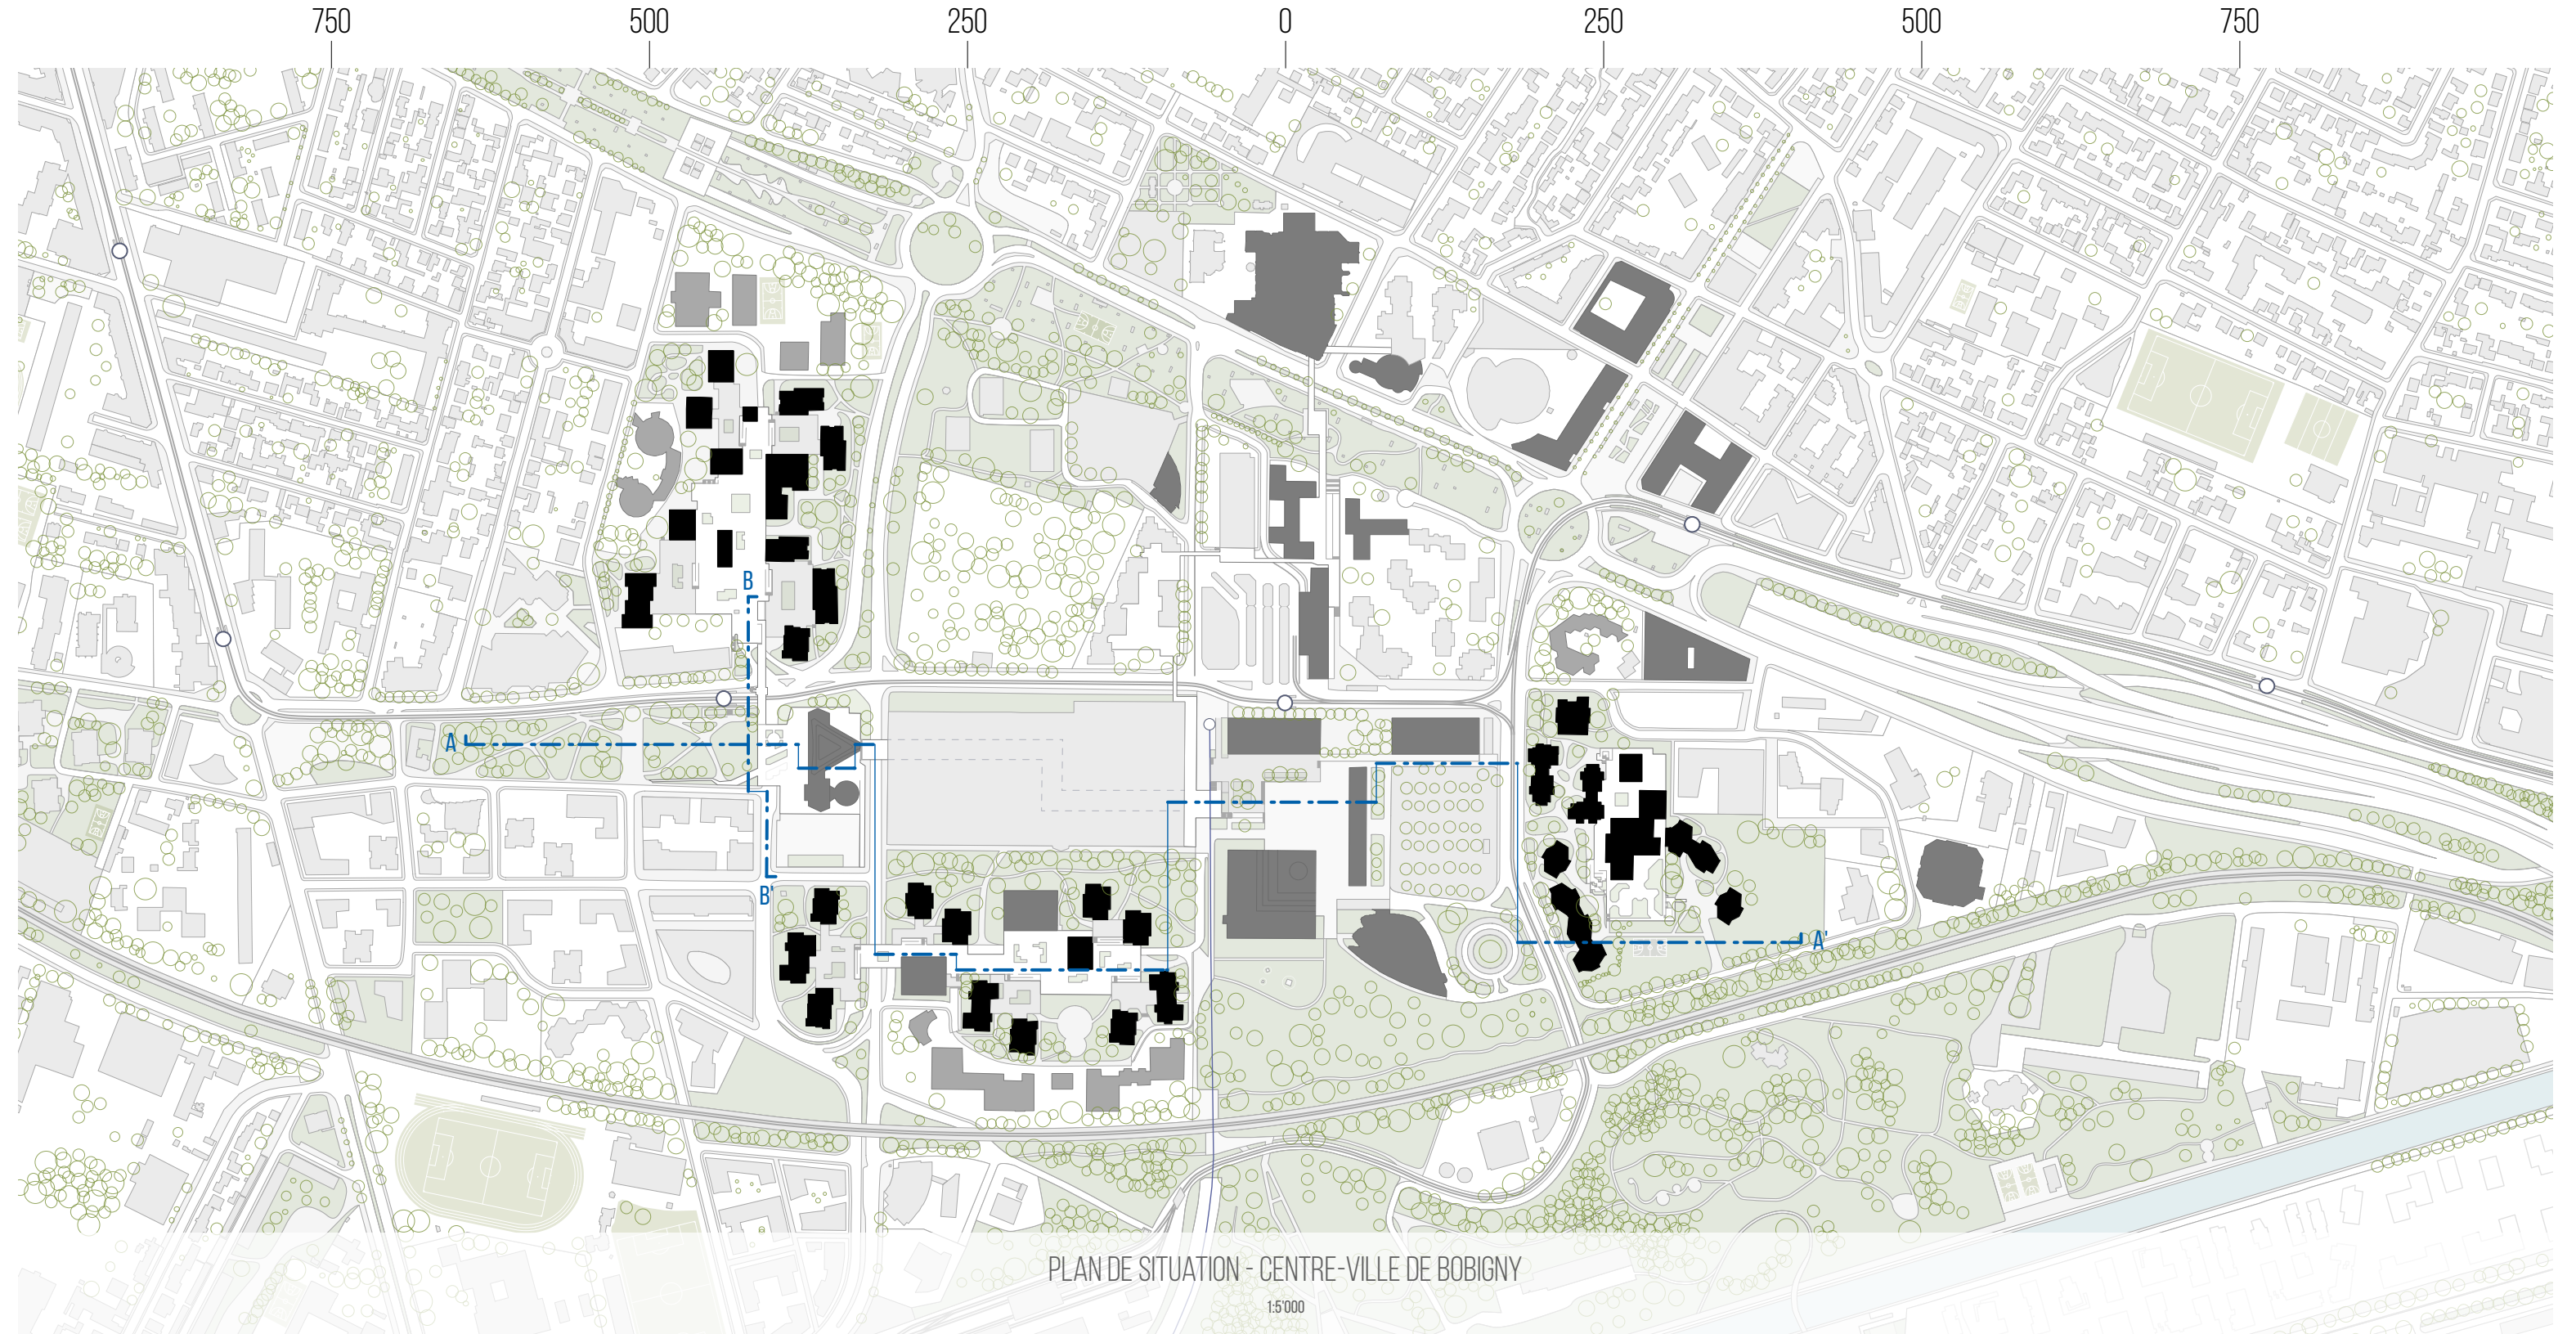 750 500 250 0 250 500 750
B
A
B'
A'
PLAN DE SITUATION - CENTRE-VILLE DE BOBIGNY
1:5'000